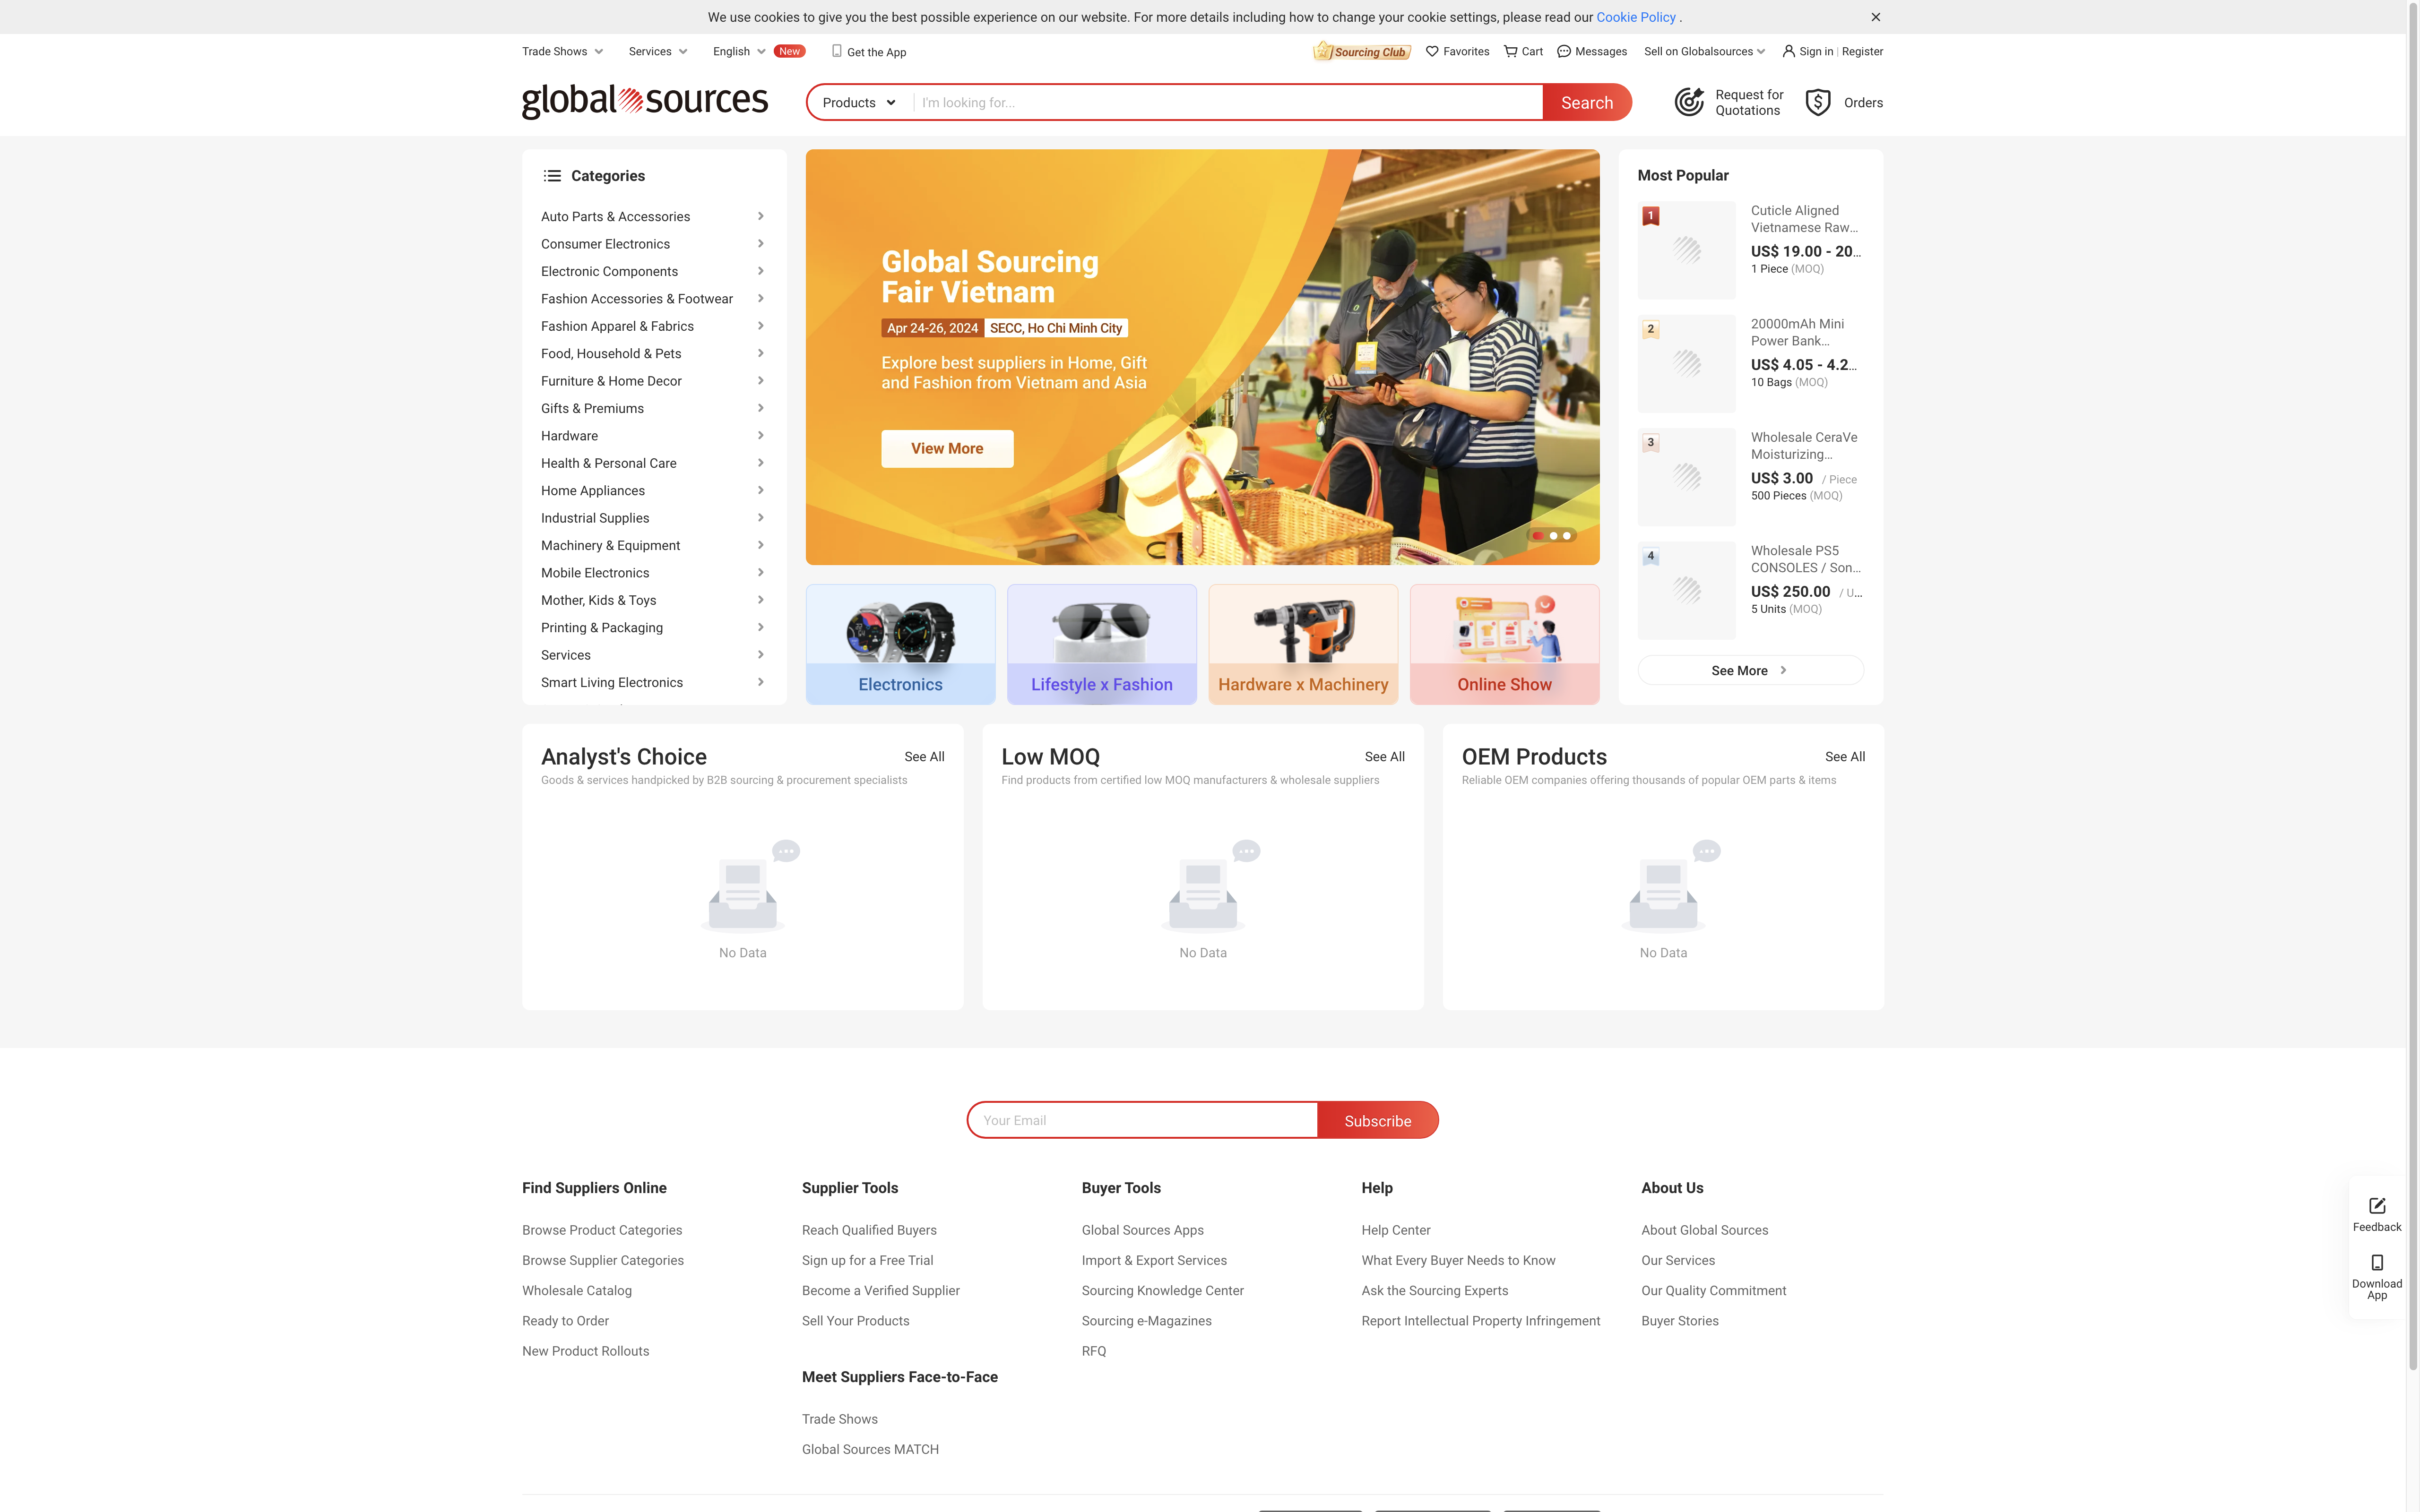 We use cookies to give you the best possible experience on our website. For more details including how to change your cookie settings, please read our Cookie Policy .
Trade Shows
Services
English
New
Get the App
Sourcing Club
Favorites
Cart
Messages
Sell on Globalsources
Sign in | Register
global sources
Products
I'm looking for...
Search
Request for
Quotations
Orders
Categories
Auto Parts & Accessories
Consumer Electronics
Electronic Components
Fashion Accessories & Footwear
Fashion Apparel & Fabrics
Food, Household & Pets
Furniture & Home Decor
Gifts & Premiums
Hardware
Health & Personal Care
Home Appliances
Industrial Supplies
Machinery & Equipment
Mobile Electronics
Mother, Kids & Toys
Printing & Packaging
Services
Smart Living Electronics
Global Sourcing
Fair Vietnam
Apr 24-26, 2024 SECC, Ho Chi Minh City
Explore best suppliers in Home, Gift
and Fashion from Vietnam and Asia
View More
Electronics
Lifestyle x Fashion
Hardware x Machinery
Online Show
Most Popular
1
Cuticle Aligned
Vietnamese Raw...
US$ 19.00 - 20...
1 Piece (MOQ)
2
20000mAh Mini
Power Bank...
US$ 4.05 - 4.2...
10 Bags (MOQ)
3
Wholesale CeraVe
Moisturizing...
US$ 3.00 / Piece
500 Pieces (MOQ)
4
Wholesale PS5
CONSOLES / Son...
US$ 250.00 / U...
5 Units (MOQ)
See More
Analyst's Choice
See All
Goods & services handpicked by B2B sourcing & procurement specialists
No Data
Low MOQ
See All
Find products from certified low MOQ manufacturers & wholesale suppliers
No Data
OEM Products
See All
Reliable OEM companies offering thousands of popular OEM parts & items
No Data
Your Email
Subscribe
Find Suppliers Online
Browse Product Categories
Browse Supplier Categories
Wholesale Catalog
Ready to Order
New Product Rollouts
Supplier Tools
Reach Qualified Buyers
Sign up for a Free Trial
Become a Verified Supplier
Sell Your Products
Meet Suppliers Face-to-Face
Trade Shows
Global Sources MATCH
Buyer Tools
Global Sources Apps
Import & Export Services
Sourcing Knowledge Center
Sourcing e-Magazines
RFQ
Help
Help Center
What Every Buyer Needs to Know
Ask the Sourcing Experts
Report Intellectual Property Infringement
About Us
About Global Sources
Our Services
Our Quality Commitment
Buyer Stories
Feedback
Download
App